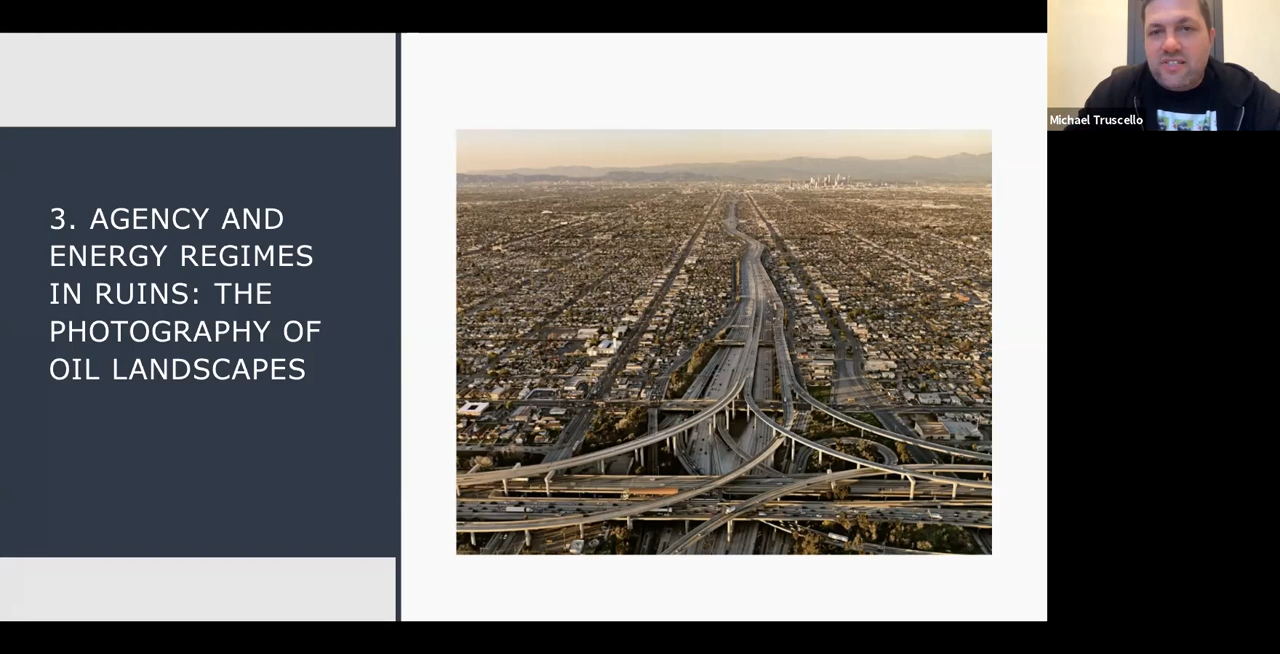 3. AGENCY AND
ENERGY REGIMES
IN RUINS: THE
PHOTOGRAPHY OF
OIL LANDSCAPES
Michael Truscello